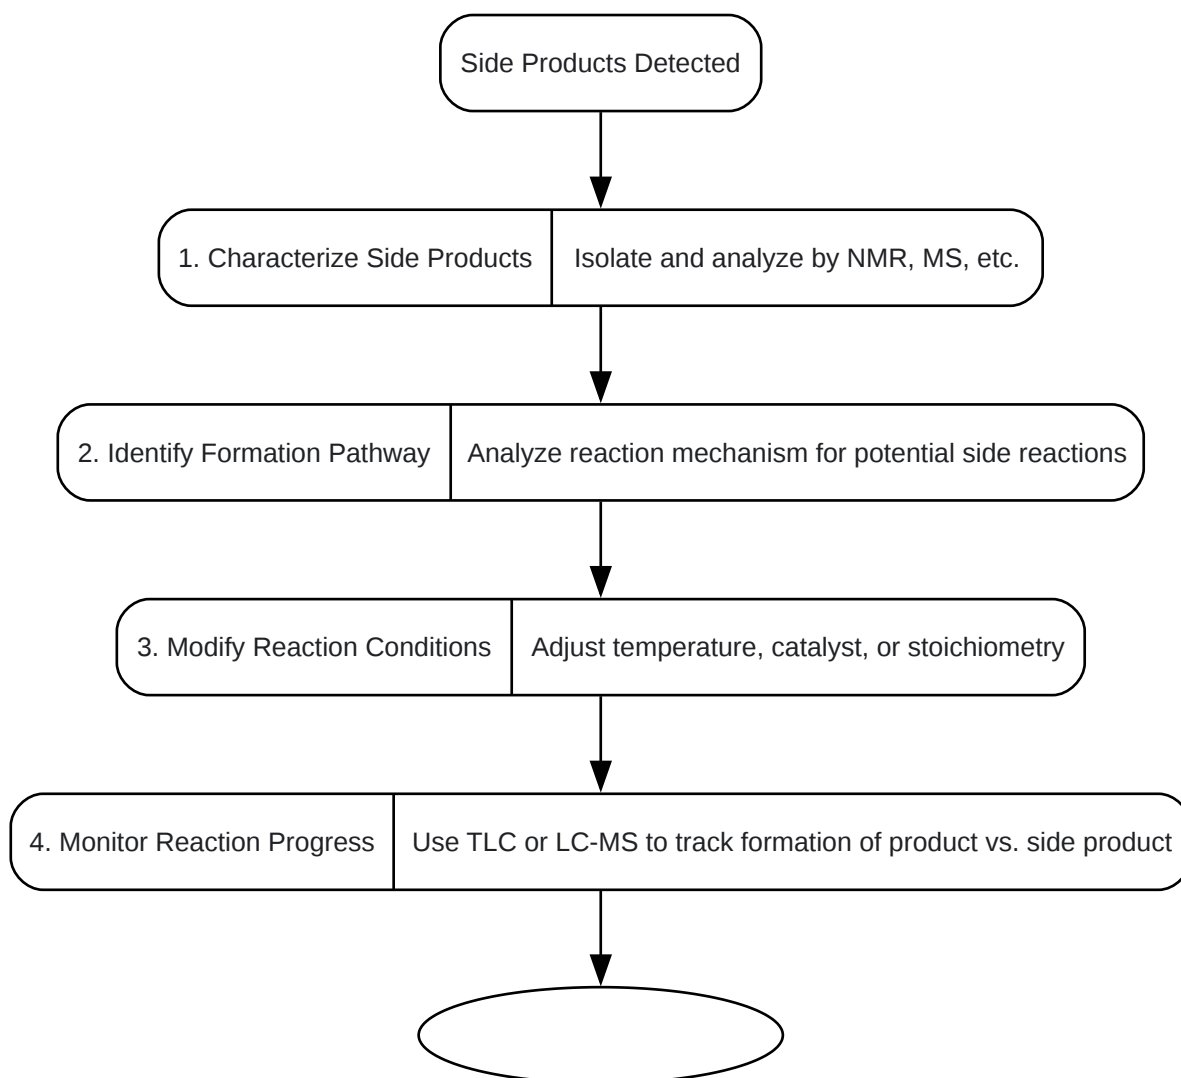 Side Products Detected
1. Characterize Side Products
Isolate and analyze by NMR, MS, etc.
2. Identify Formation Pathway
Analyze reaction mechanism for potential side reactions
3. Modify Reaction Conditions
Adjust temperature, catalyst, or stoichiometry
4. Monitor Reaction Progress
Use TLC or LC-MS to track formation of product vs. side product